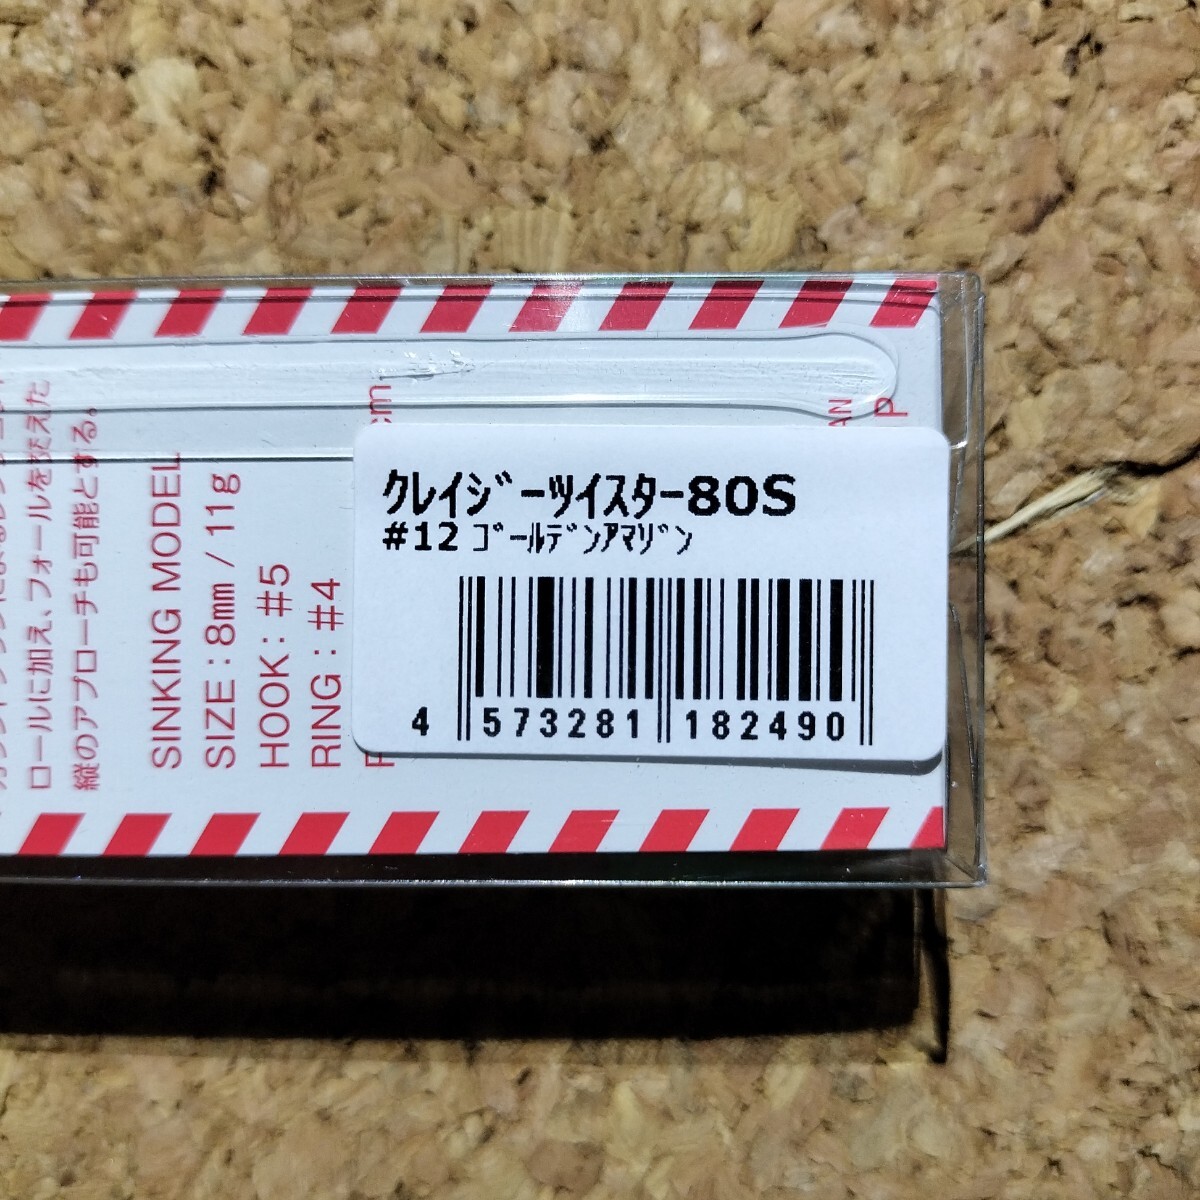 クレイジーツイスター80S
#12 ゴールデンアマゾン
4 573281 182490
ロールに加え、フォールを交えた
縦のアプローチも可能とする。
SINKING MODEL
SIZE : 8mm / 11g
HOOK : #5
RING : #4
cm
AN
P